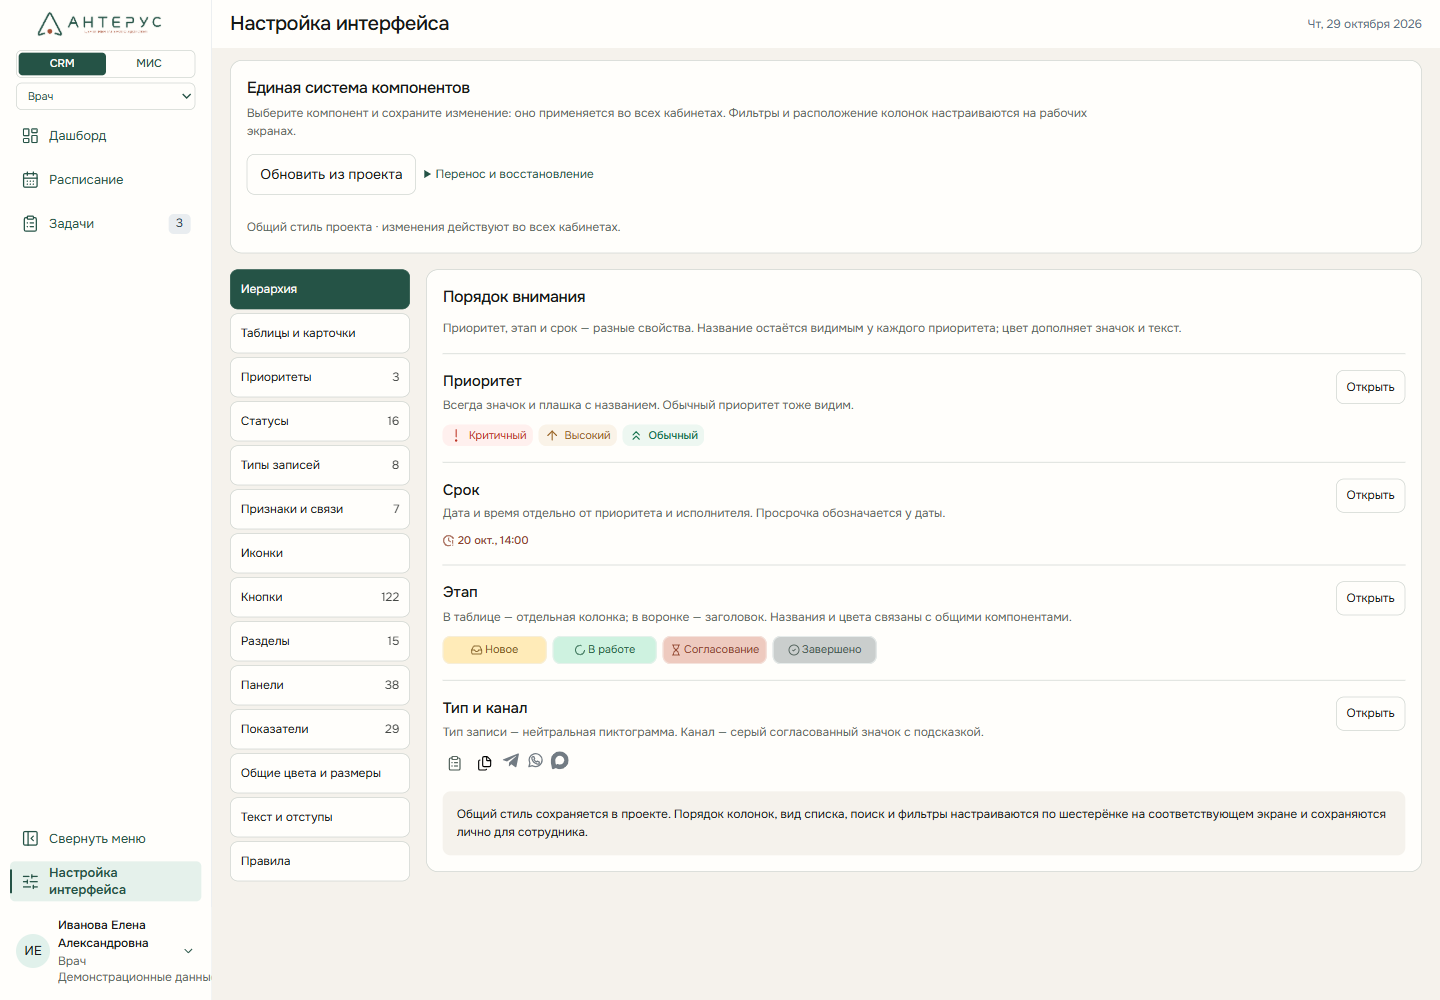 АНТЕРУС
CRM
МИС
Врач
Дашборд
Расписание
Задачи
3
Свернуть меню
Настройка
интерфейса
ИЕ
Иванова Елена
Александровна
Врач
Демонстрационные данны
Настройка интерфейса
Чт, 29 октября 2026
Единая система компонентов
Выберите компонент и сохраните изменение: оно применяется во всех кабинетах. Фильтры и расположение колонок настраиваются на рабочих
экранах.
Обновить из проекта
Перенос и восстановление
Общий стиль проекта · изменения действуют во всех кабинетах.
Иерархия
Таблицы и карточки
Приоритеты
3
Статусы
16
Типы записей
8
Признаки и связи
7
Иконки
Кнопки
122
Разделы
15
Панели
38
Показатели
29
Общие цвета и размеры
Текст и отступы
Правила
Порядок внимания
Приоритет, этап и срок — разные свойства. Название остаётся видимым у каждого приоритета; цвет дополняет значок и текст.
Приоритет
Открыть
Всегда значок и плашка с названием. Обычный приоритет тоже видим.
Критичный
Высокий
Обычный
Срок
Открыть
Дата и время отдельно от приоритета и исполнителя. Просрочка обозначается у даты.
20 окт., 14:00
Этап
Открыть
В таблице — отдельная колонка; в воронке — заголовок. Названия и цвета связаны с общими компонентами.
Новое
В работе
Согласование
Завершено
Тип и канал
Открыть
Тип записи — нейтральная пиктограмма. Канал — серый согласованный значок с подсказкой.
Общий стиль сохраняется в проекте. Порядок колонок, вид списка, поиск и фильтры настраиваются по шестерёнке на соответствующем экране и сохраняются
лично для сотрудника.